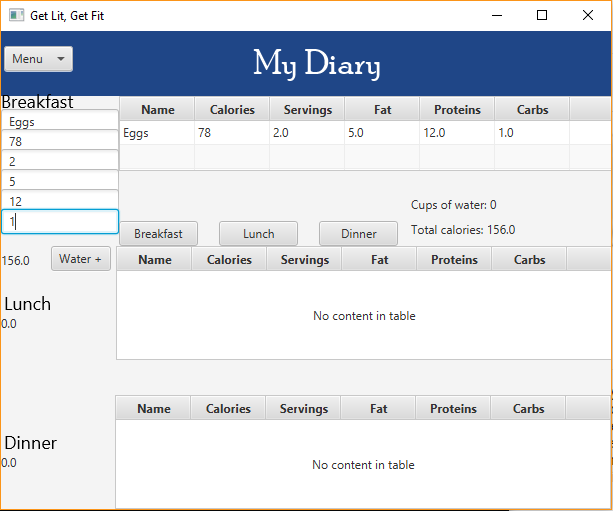 Get Lit, Get Fit
Menu
My Diary
Breakfast
Eggs
78
2
5
12
1
Name Calories Servings Fat Proteins Carbs
Eggs 78 2.0 5.0 12.0 1.0
Cups of water: 0
Breakfast Lunch Dinner
Total calories: 156.0
156.0 Water +
Name Calories Servings Fat Proteins Carbs
Lunch
0.0
No content in table
Name Calories Servings Fat Proteins Carbs
Dinner
0.0
No content in table